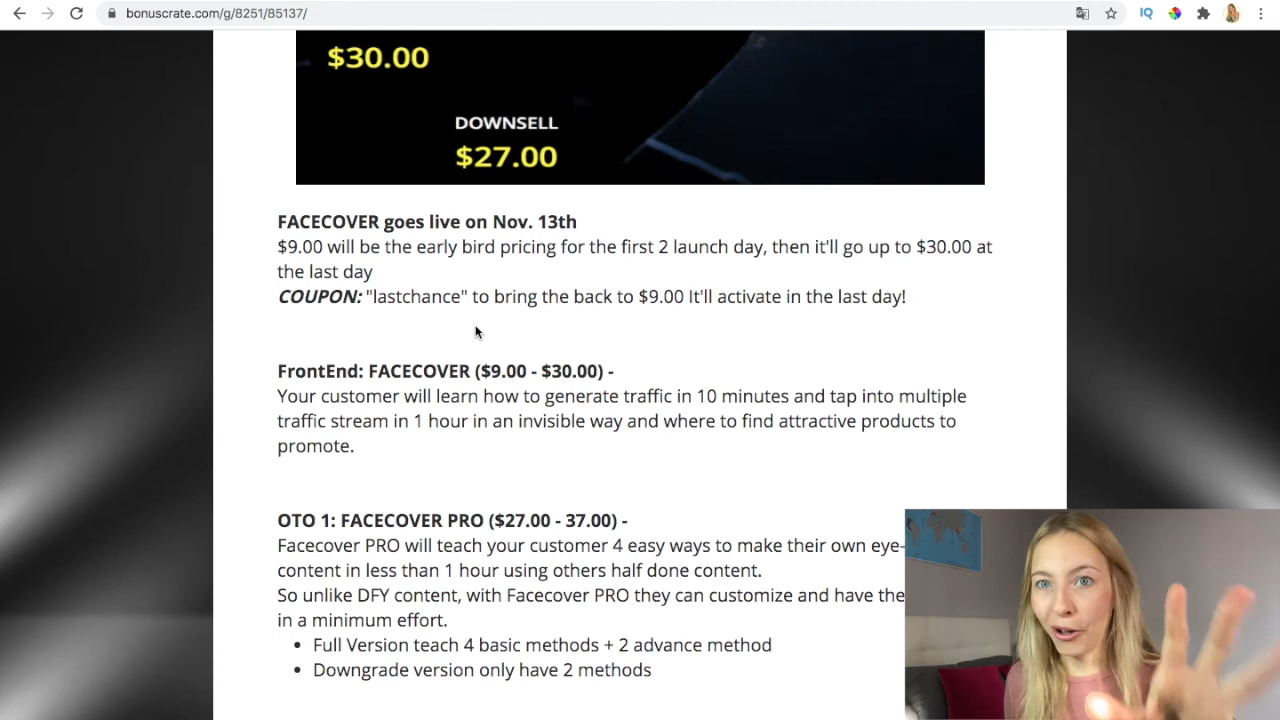 bonuscrate.com/g/8251/85137/
IQ
$30.00
DOWNSELL
$27.00
FACECOVER goes live on Nov. 13th
$9.00 will be the early bird pricing for the first 2 launch day, then it'll go up to $30.00 at
the last day
COUPON: "lastchance" to bring the back to $9.00 It'll activate in the last day!
FrontEnd: FACECOVER ($9.00 - $30.00) -
Your customer will learn how to generate traffic in 10 minutes and tap into multiple
traffic stream in 1 hour in an invisible way and where to find attractive products to
promote.
OTO 1: FACECOVER PRO ($27.00 - 37.00) -
Facecover PRO will teach your customer 4 easy ways to make their own eye-
content in less than 1 hour using others half done content.
So unlike DFY content, with Facecover PRO they can customize and have the
in a minimum effort.
• Full Version teach 4 basic methods + 2 advance method
• Downgrade version only have 2 methods